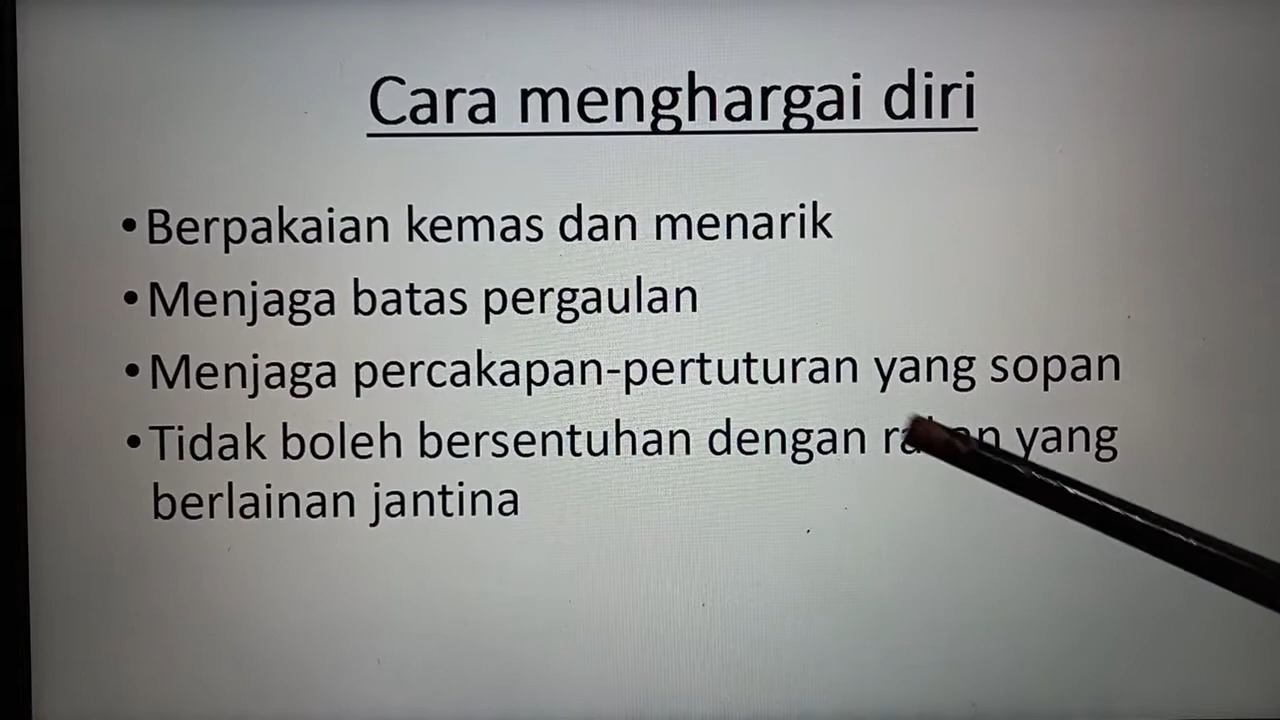 Cara menghargai diri
•Berpakaian kemas dan menarik
•Menjaga batas pergaulan
•Menjaga percakapan-pertuturan yang sopan
•Tidak boleh bersentuhan dengan yang
berlainan jantina